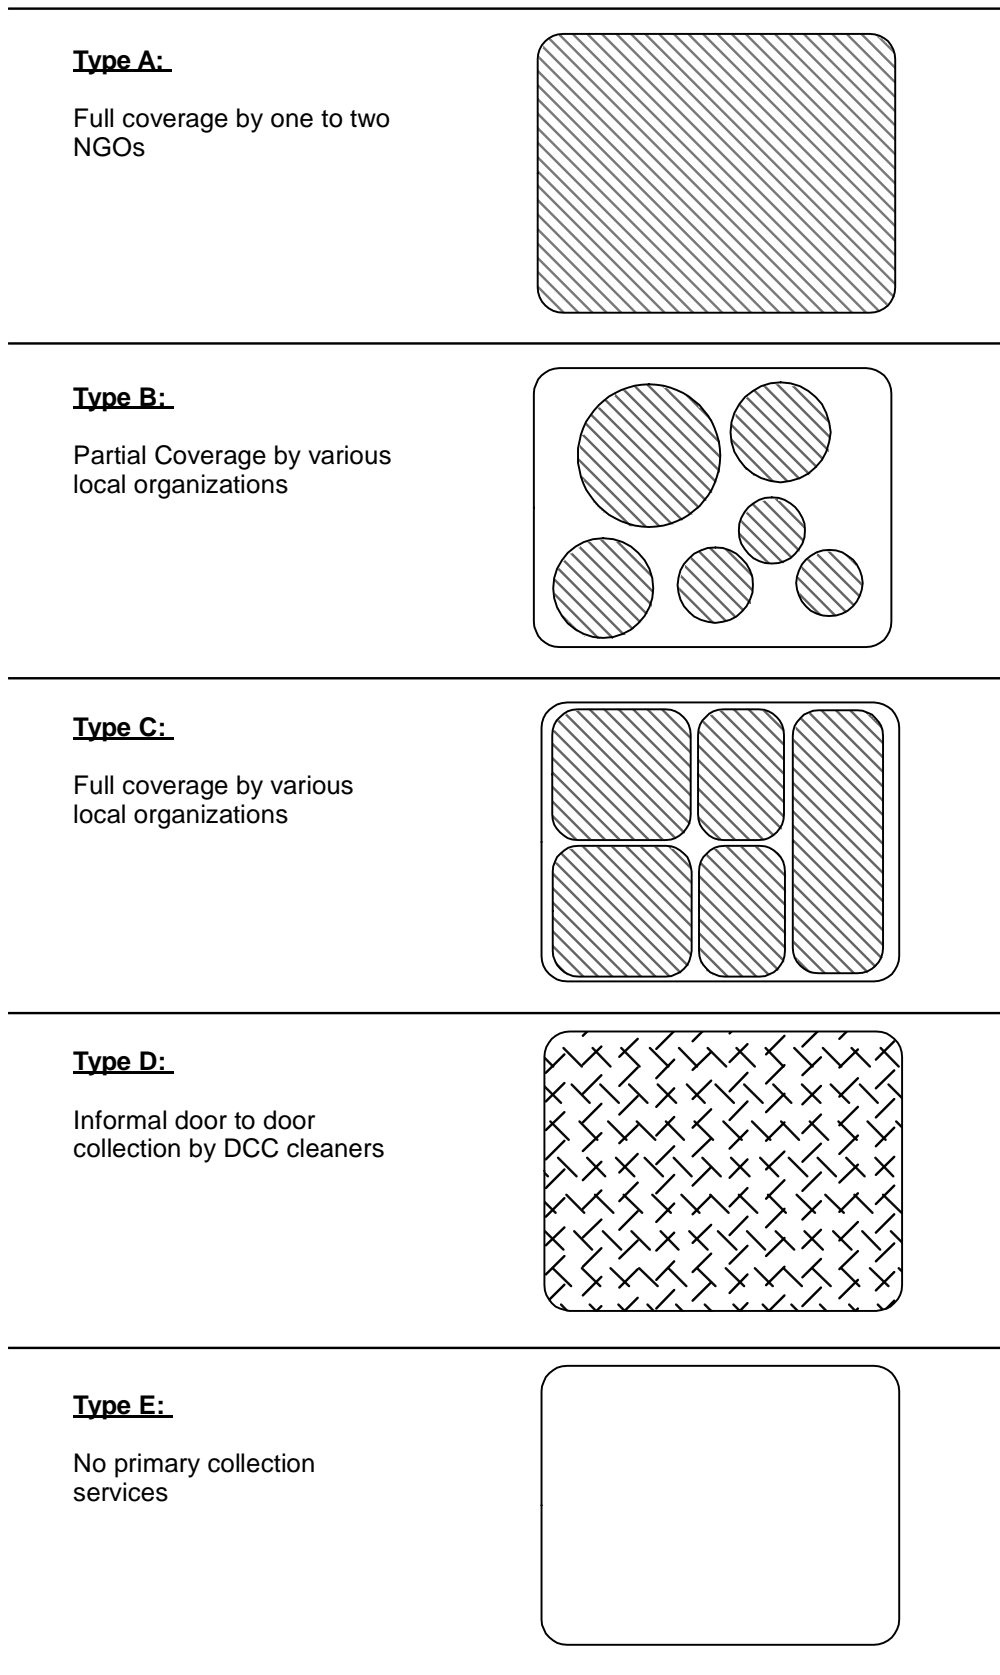 Type A:
Full coverage by one to two
NGOs
Type B:
Partial Coverage by various
local organizations
Type C:
Full coverage by various
local organizations
Type D:
Informal door to door
collection by DCC cleaners
Type E:
No primary collection
services